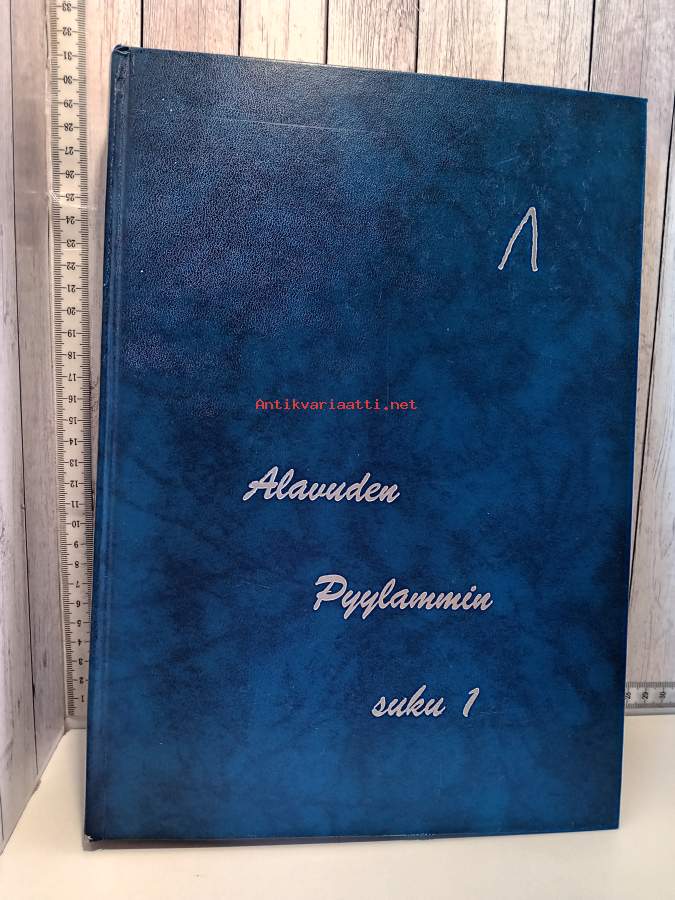 1
Antikvariaatti.net
Alavuden
Pyylammin
suku 1